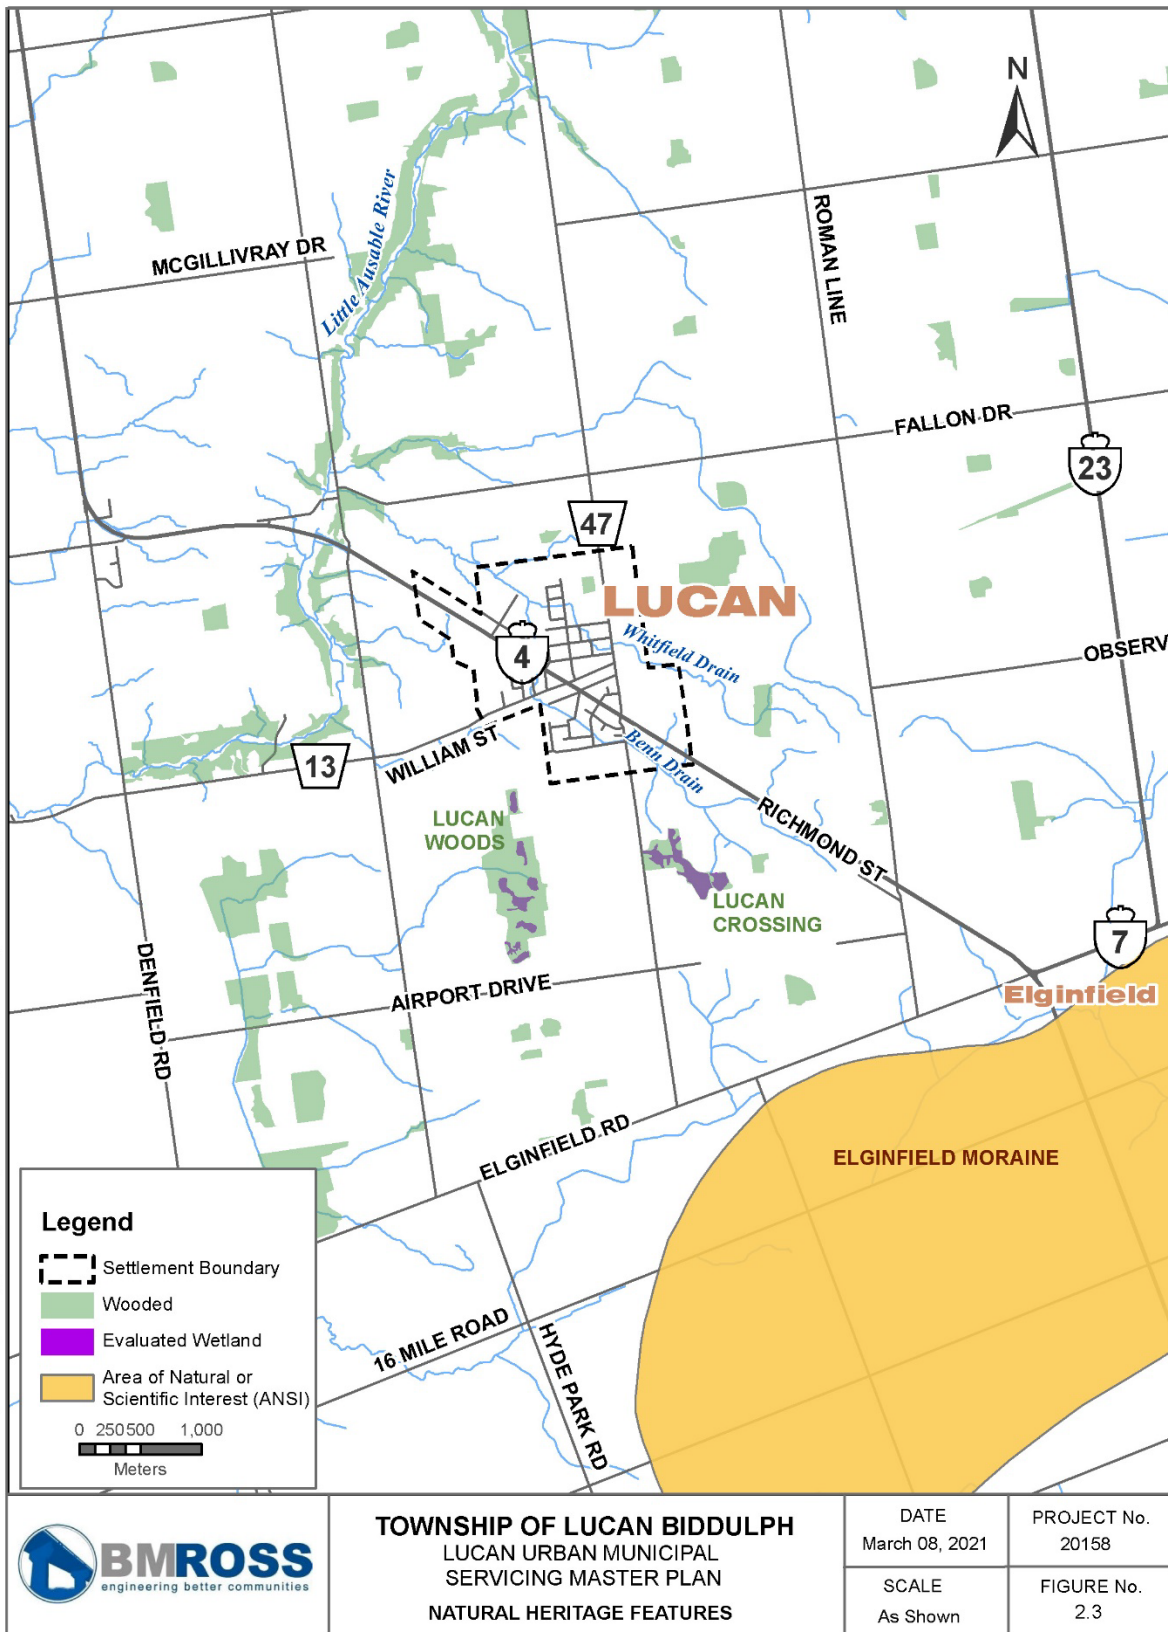 N
Little Ausable River
MCGILLIVRAY DR
ROMAN LINE
FALLON DR
23
47
LUCAN
Whitfield Drain
4
OBSERV
WILLIAM ST
13
Benn Drain
LUCAN
WOODS
RICHMOND ST
LUCAN
CROSSING
7
DENFIELD RD
AIRPORT DRIVE
Elginfield
ELGINFIELD RD
ELGINFIELD MORAINE
16 MILE ROAD
HYDE PARK RD
Legend
Settlement Boundary
Wooded
Evaluated Wetland
Area of Natural or
Scientific Interest (ANSI)
0 250 500 1,000
Meters
BMROSS
engineering better communities
TOWNSHIP OF LUCAN BIDDULPH
LUCAN URBAN MUNICIPAL
SERVICING MASTER PLAN
NATURAL HERITAGE FEATURES
DATE
March 08, 2021
PROJECT No.
20158
SCALE
As Shown
FIGURE No.
2.3